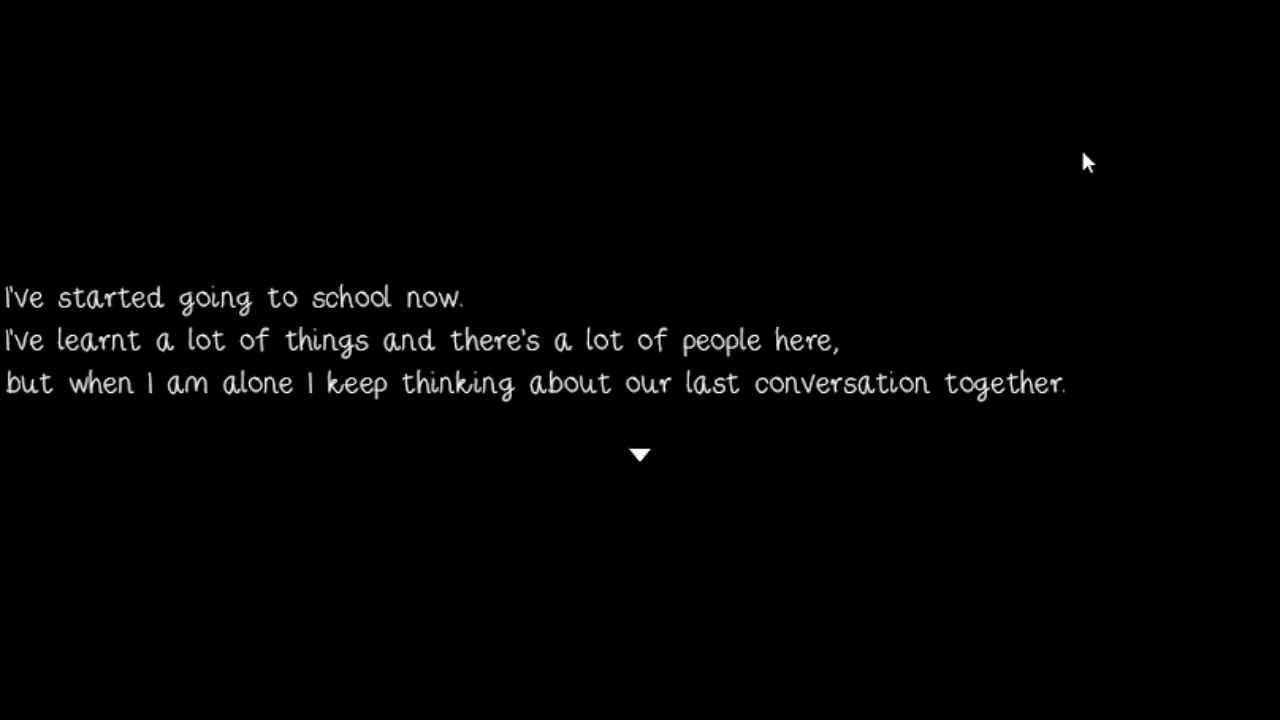 I've started going to school now.
I've learnt a lot of things and there's a lot of people here,
but when I am alone I keep thinking about our last conversation together.